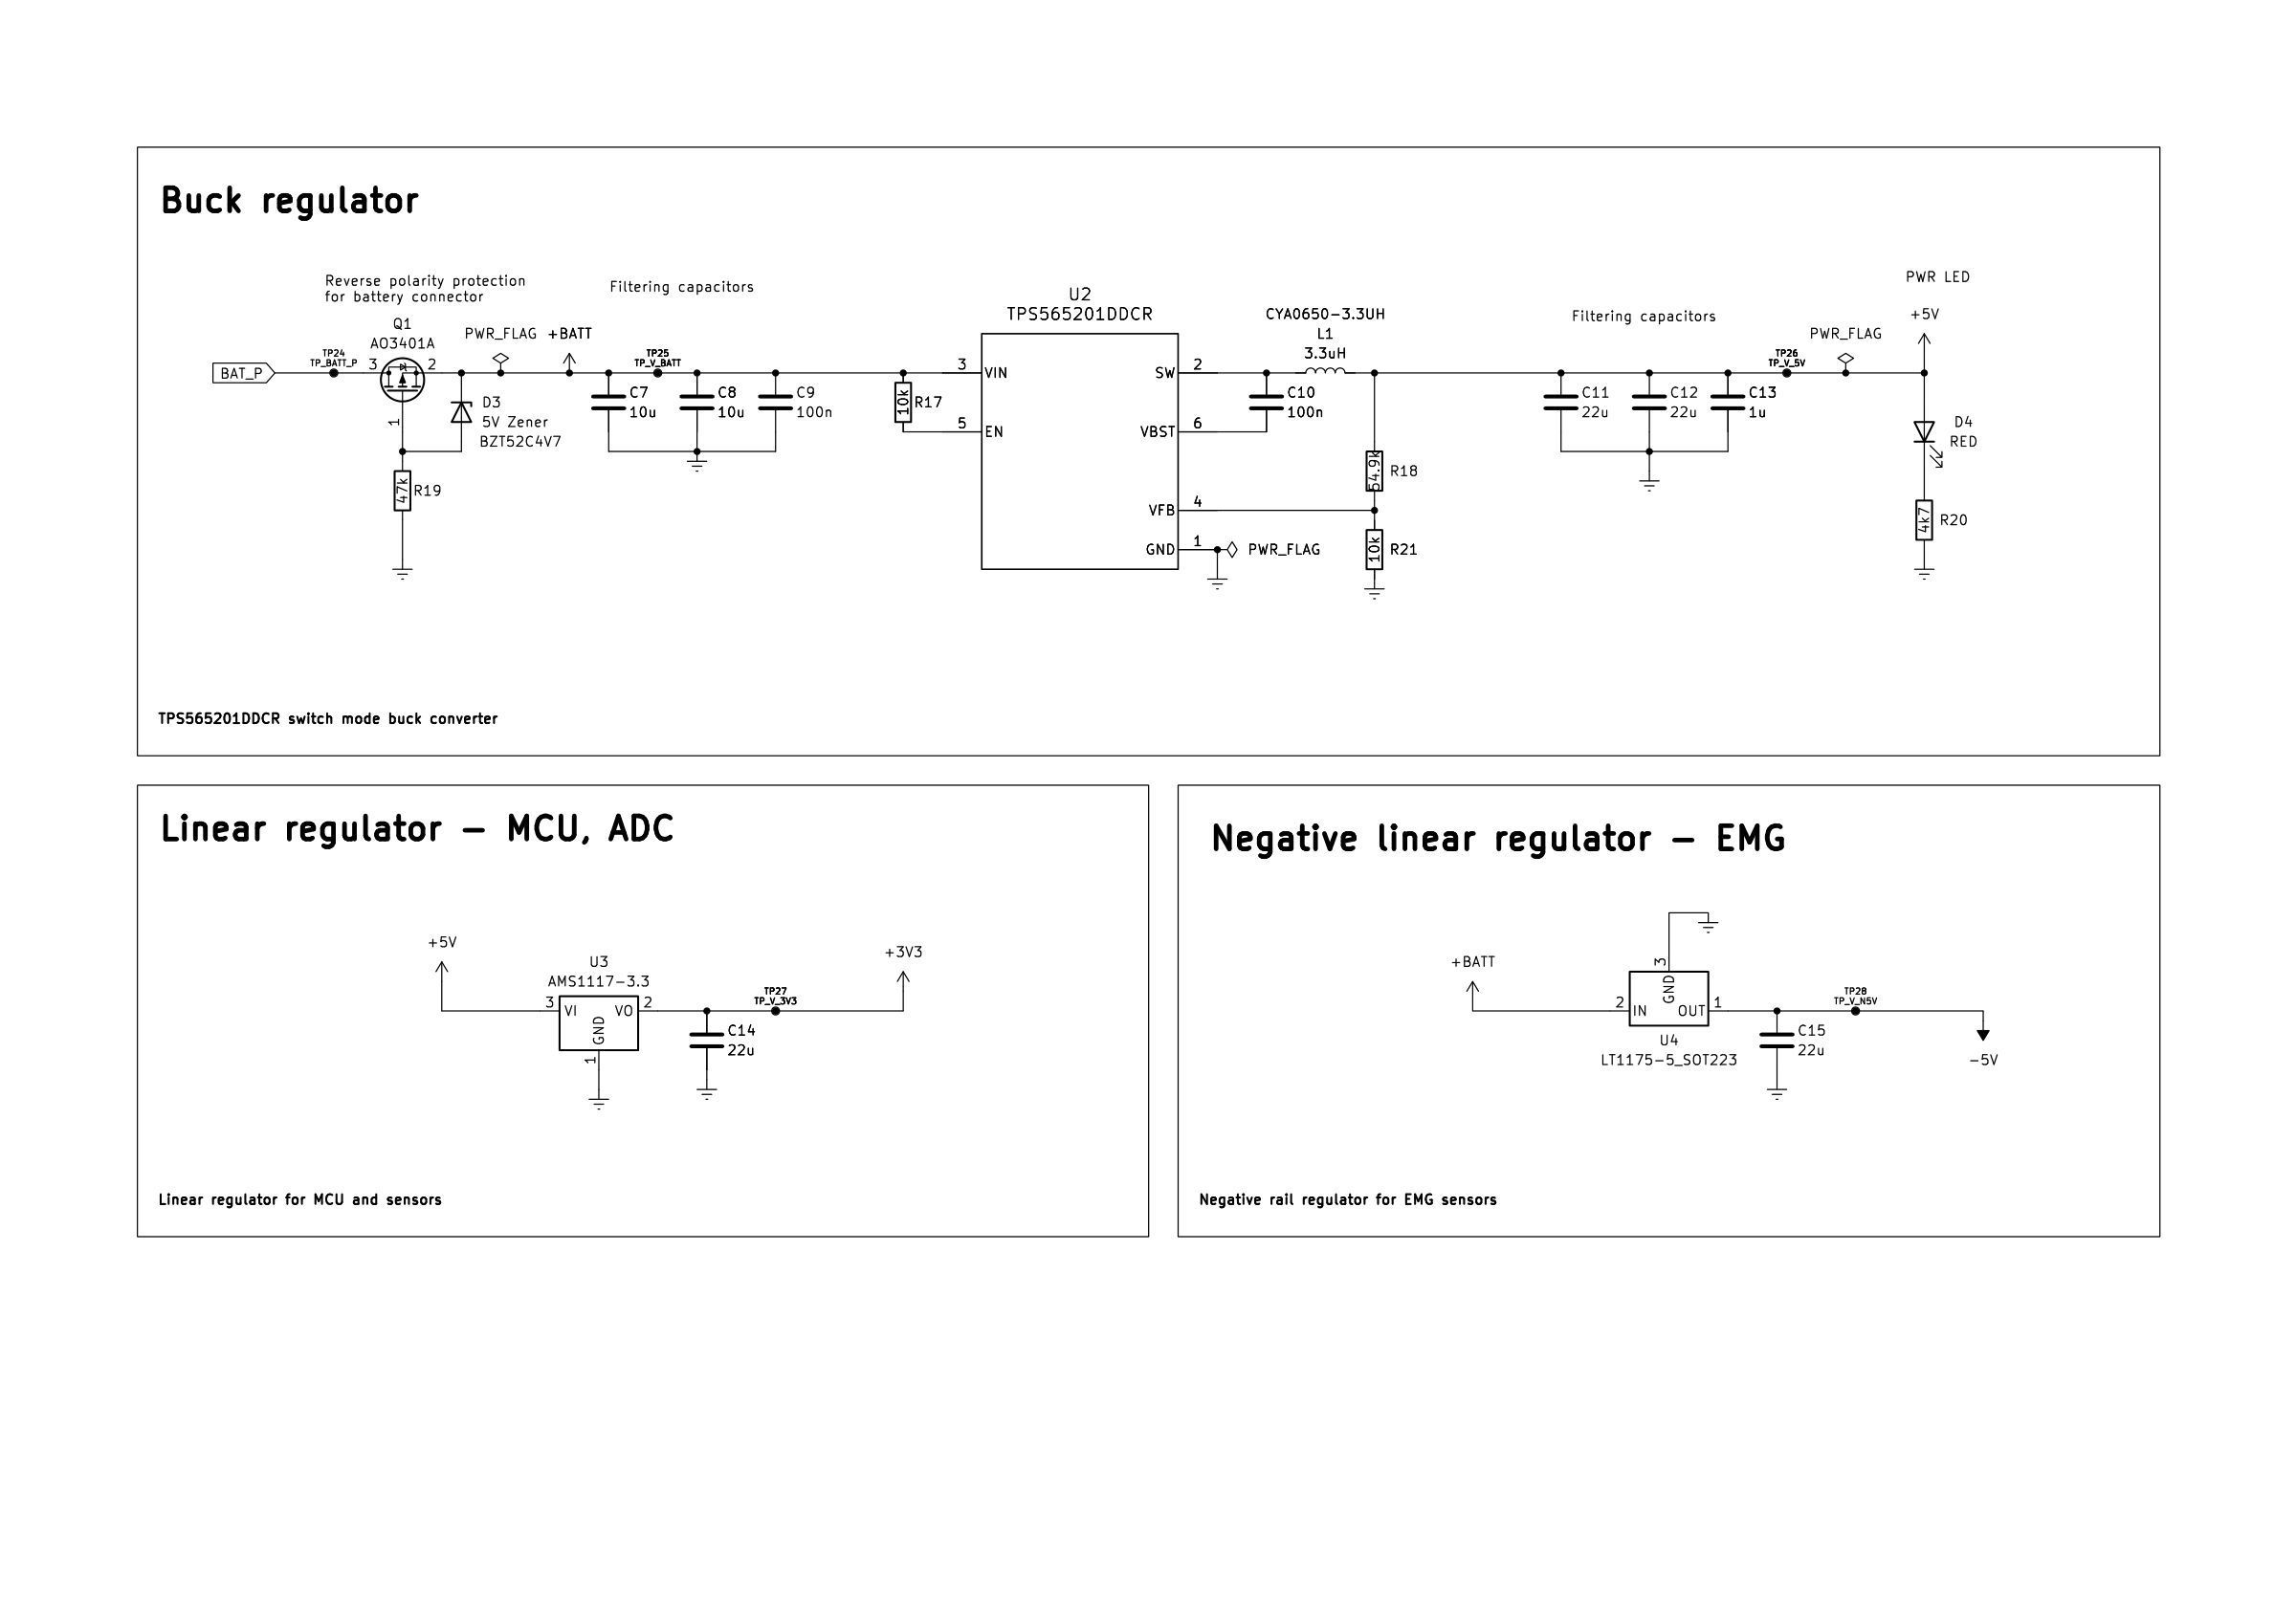 Buck regulator
Reverse polarity protection
for battery connector
Filtering capacitors
Q1
AO3401A
PWR_FLAG
+BATT
BAT_P
TP24
TP_BATT_P
3
2
1
TP25
TP_V_BATT
D3
5V Zener
BZT52C4V7
47k
R19
C7
10u
C8
10u
C9
100n
10k
R17
U2
TPS565201DDCR
3
VIN
5
EN
SW
2
VBST
6
VFB
4
GND
1
PWR_FLAG
CYA0650-3.3UH
L1
3.3uH
C10
100n
54.9k
R18
10k
R21
Filtering capacitors
C11
22u
C12
22u
C13
1u
TP26
TP_V_5V
PWR_FLAG
PWR LED
+5V
D4
RED
4k7
R20
TPS565201DDCR switch mode buck converter
Linear regulator - MCU, ADC
+5V
U3
AMS1117-3.3
3
VI
VO
2
GND
1
C14
22u
TP27
TP_V_3V3
+3V3
Linear regulator for MCU and sensors
Negative linear regulator - EMG
+BATT
3
GND
2
IN
OUT
1
U4
LT1175-5_SOT223
C15
22u
TP28
TP_V_N5V
-5V
Negative rail regulator for EMG sensors